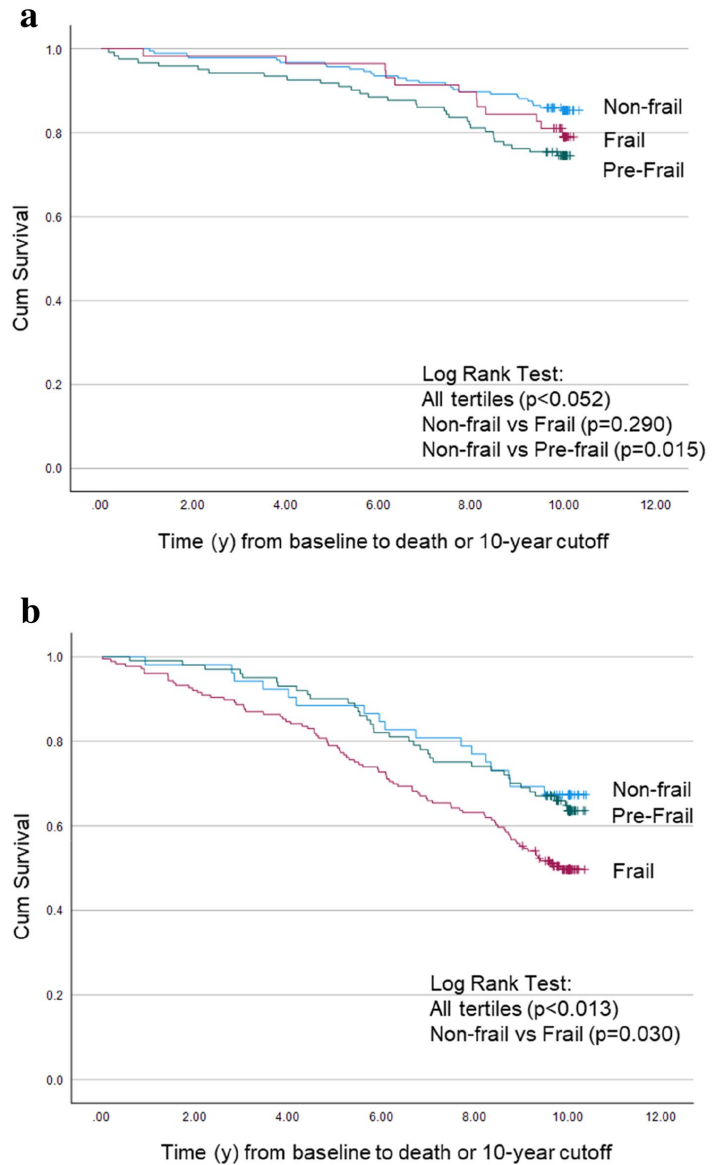 a
1.0
Non-frail
0.8
Frail
Pre-Frail
0.6
Cum Survival
0.4
Log Rank Test:
0.2
All tertiles (p<0.052)
Non-frail vs Frail (p=0.290)
Non-frail vs Pre-frail (p=0.015)
0.0
.00 2.00 4.00 6.00 8.00 10.00 12.00
Time (y) from baseline to death or 10-year cutoff
b
1.0
0.8
Non-frail
Pre-Frail
0.6
Frail
Cum Survival
0.4
Log Rank Test:
0.2
All tertiles (p<0.013)
Non-frail vs Frail (p=0.030)
0.0
.00 2.00 4.00 6.00 8.00 10.00 12.00
Time (y) from baseline to death or 10-year cutoff